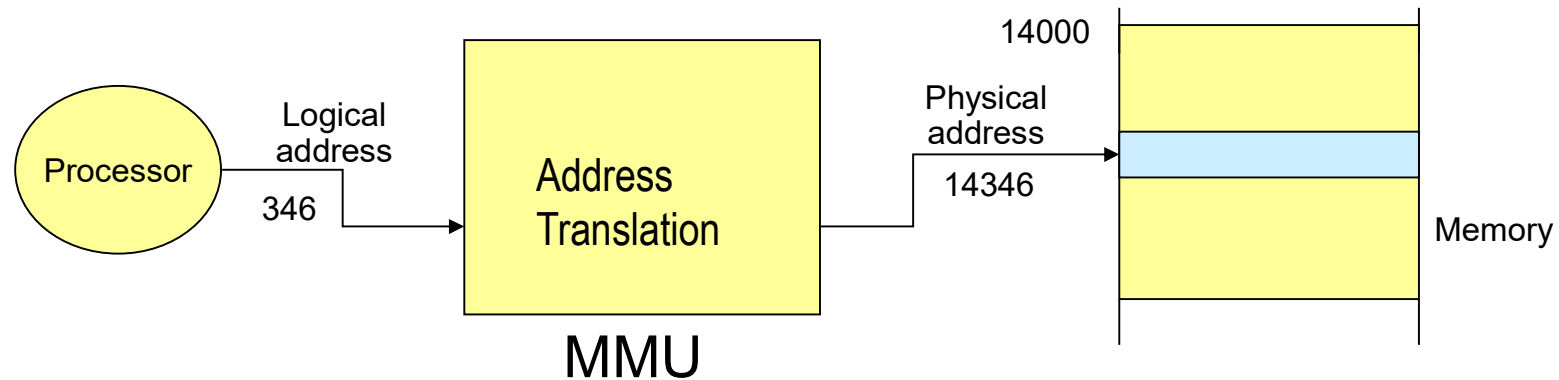 14000
Processor
Logical
address
346
Address
Translation
MMU
Physical
address
14346
Memory